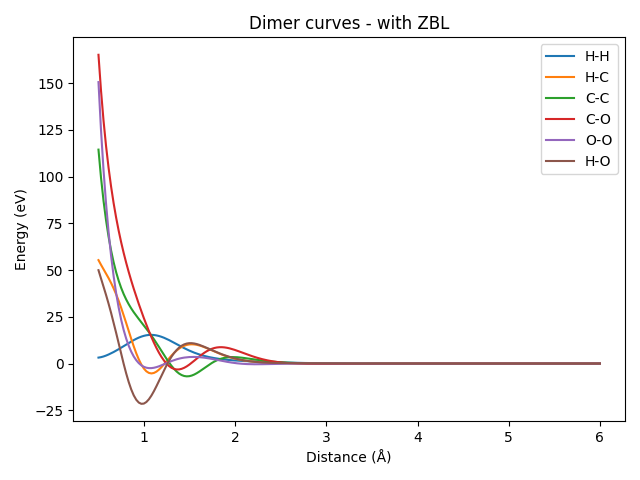 Dimer curves - with ZBL
H-H
H-C
C-C
C-O
O-O
H-O
Energy (eV)
150
125
100
75
50
25
0
−25
1 2 3 4 5 6
Distance (Å)